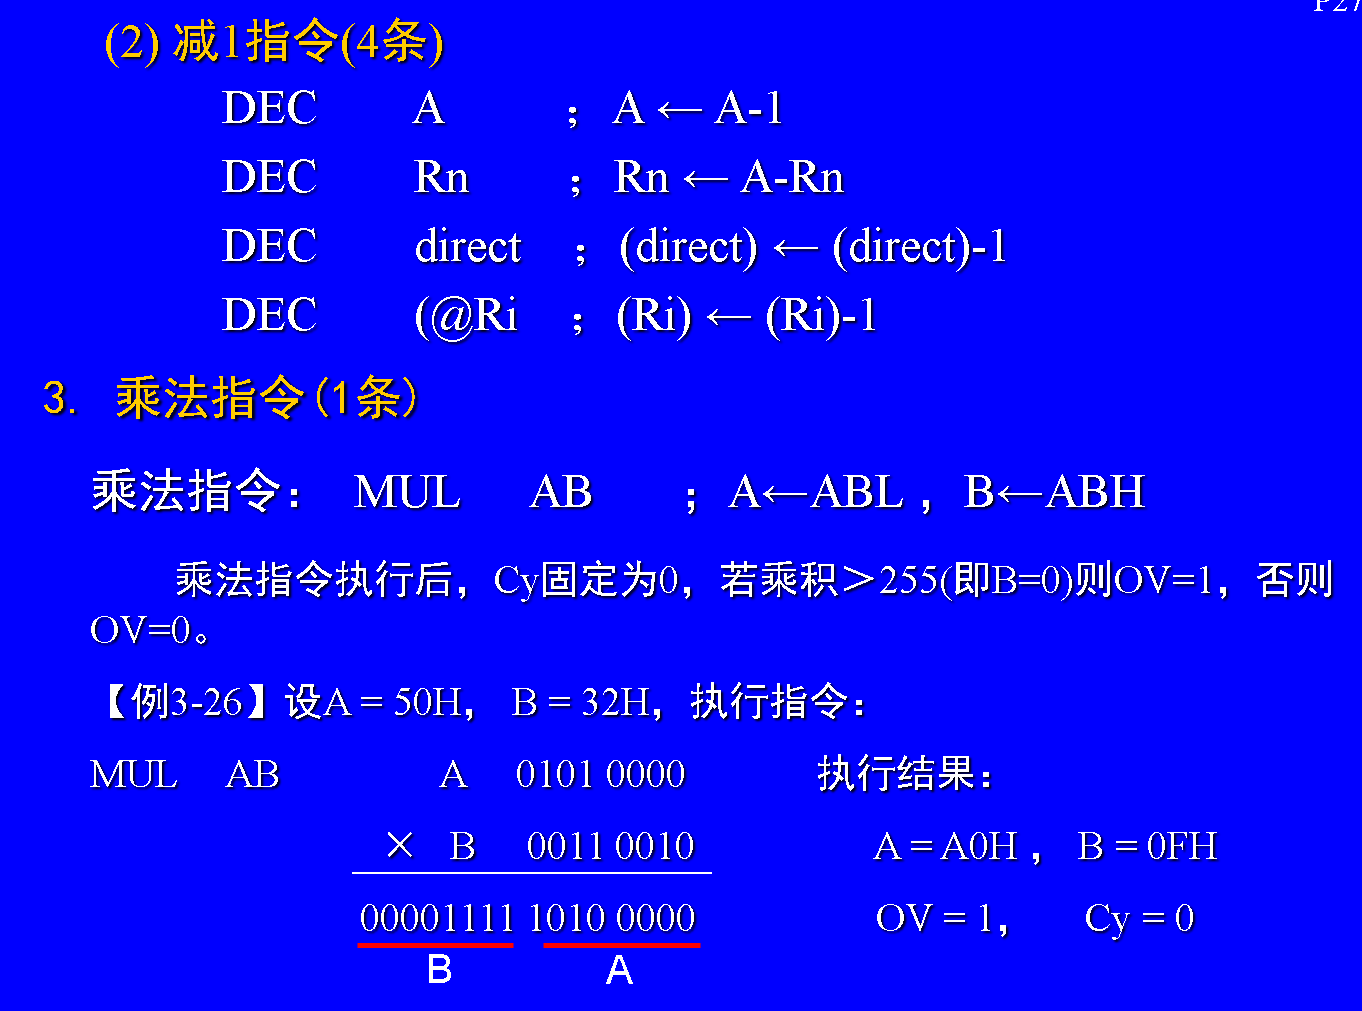 P27
(2) 减1指令(4条)
DEC A ； A ← A-1
DEC Rn ； Rn ← A-Rn
DEC direct ； (direct) ← (direct)-1
DEC (@Ri ； (Ri) ← (Ri)-1
3. 乘法指令(1条)
乘法指令： MUL AB ； A←ABL， B←ABH
乘法指令执行后，Cy固定为0，若乘积＞255(即B=0)则OV=1，否则
OV=0。
【例3-26】设A = 50H， B = 32H，执行指令：
MUL AB A 0101 0000 执行结果：
× B 0011 0010 A = A0H， B = 0FH
00001111 1010 0000 OV = 1， Cy = 0
B A